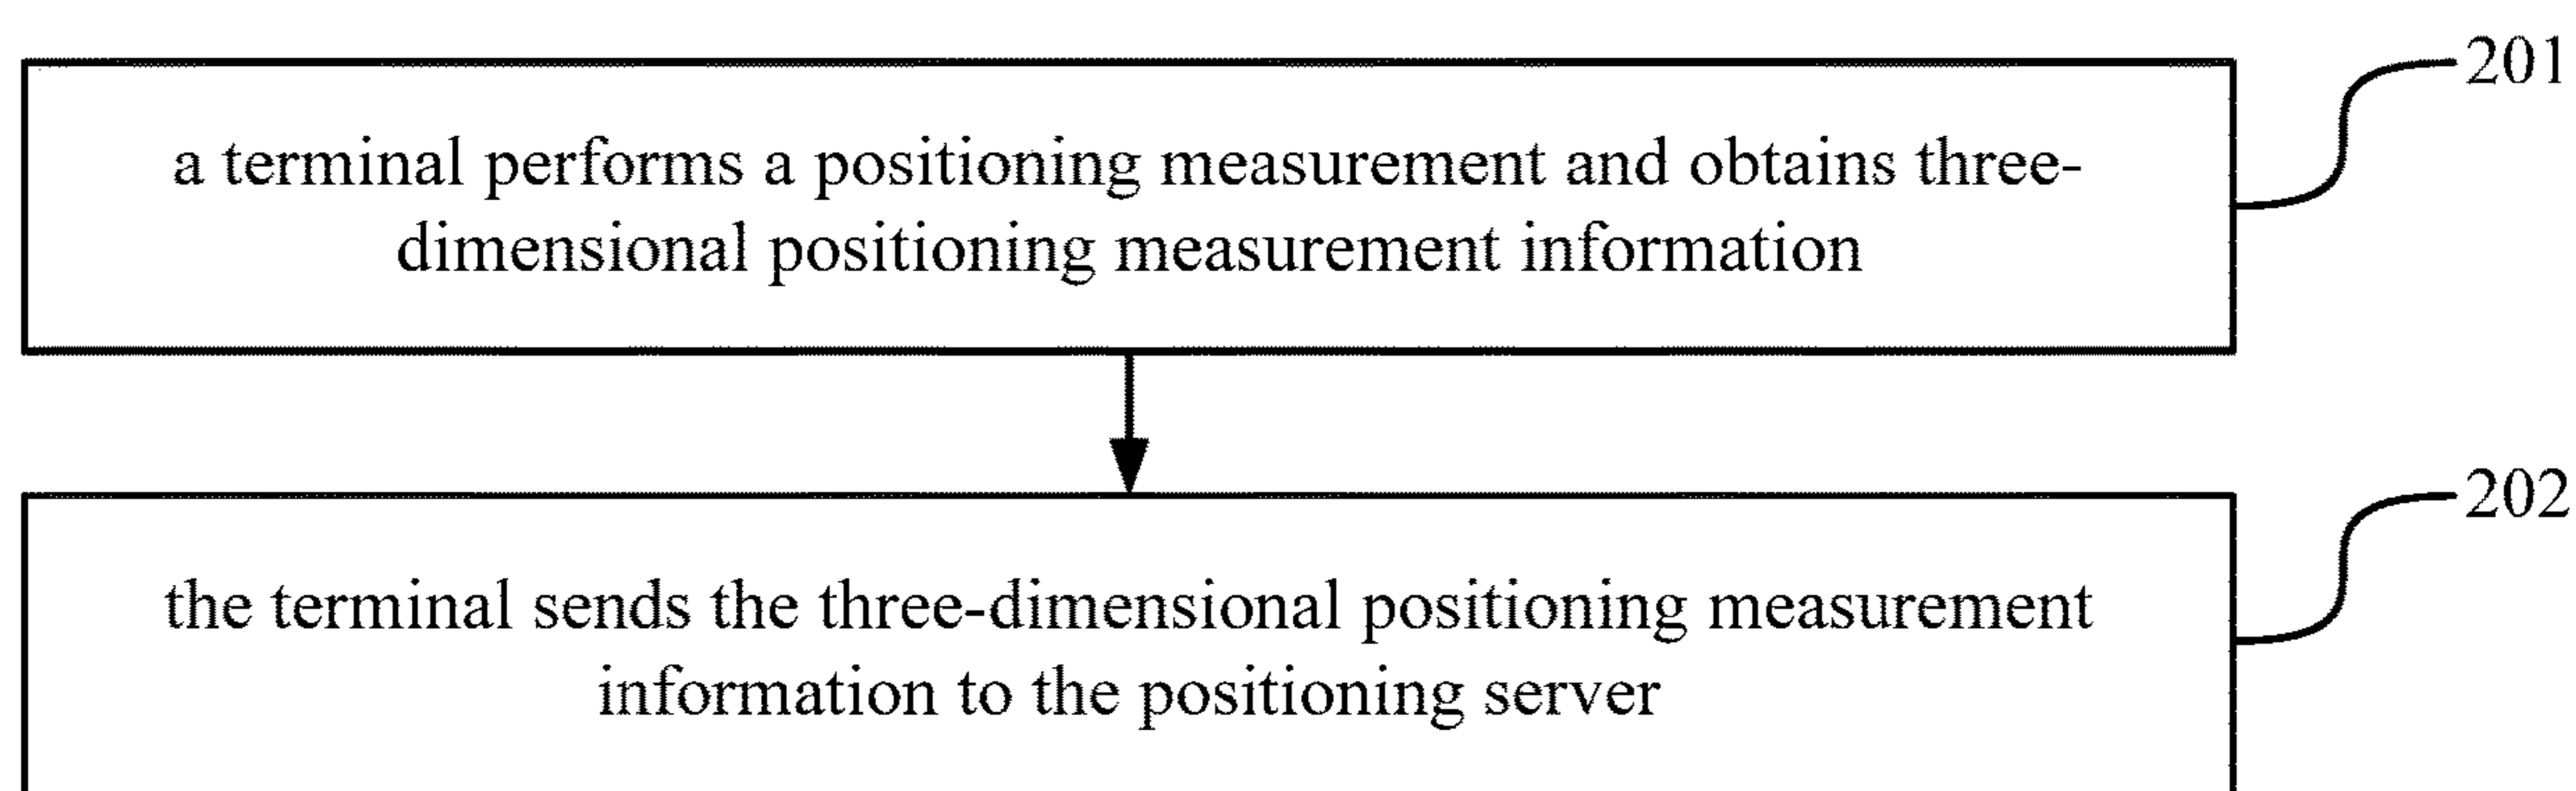 201
a terminal performs a positioning measurement and obtains three-
dimensional positioning measurement information
202
the terminal sends the three-dimensional positioning measurement
information to the positioning server